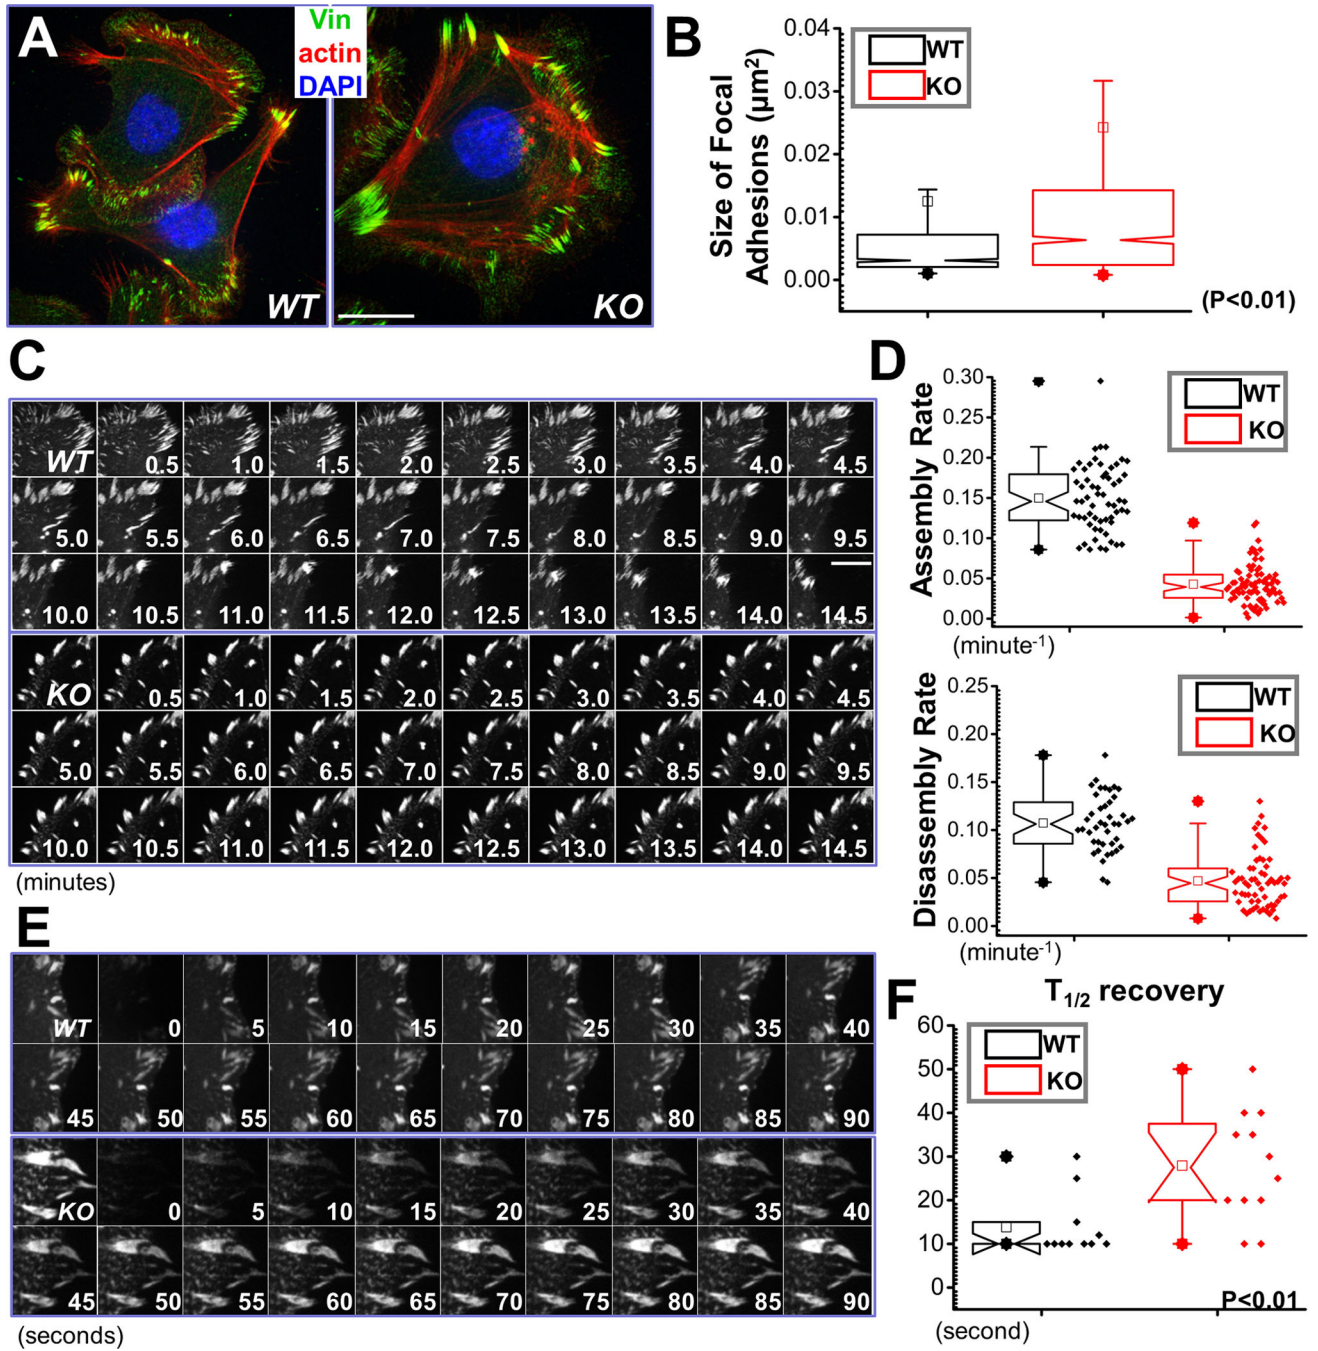 A
Vin
actin
DAPI
WT
KO
B
Size of Focal
Adhesions (µm²)
0.04
0.03
0.02
0.01
0.00
WT
KO
(P<0.01)
C
WT 0.5 1.0 1.5 2.0 2.5 3.0 3.5 4.0 4.5
5.0 5.5 6.0 6.5 7.0 7.5 8.0 8.5 9.0 9.5
10.0 10.5 11.0 11.5 12.0 12.5 13.0 13.5 14.0 14.5
KO 0.5 1.0 1.5 2.0 2.5 3.0 3.5 4.0 4.5
5.0 5.5 6.0 6.5 7.0 7.5 8.0 8.5 9.0 9.5
10.0 10.5 11.0 11.5 12.0 12.5 13.0 13.5 14.0 14.5
(minutes)
D
Assembly Rate
0.30
0.25
0.20
0.15
0.10
0.05
0.00
WT
KO
(minute⁻¹)
Disassembly Rate
0.25
0.20
0.15
0.10
0.05
0.00
WT
KO
(minute⁻¹)
E
WT 0 5 10 15 20 25 30 35 40
45 50 55 60 65 70 75 80 85 90
KO 0 5 10 15 20 25 30 35 40
45 50 55 60 65 70 75 80 85 90
(seconds)
F
T1/2 recovery
60
50
40
30
20
10
0
WT
KO
P<0.01
(second)